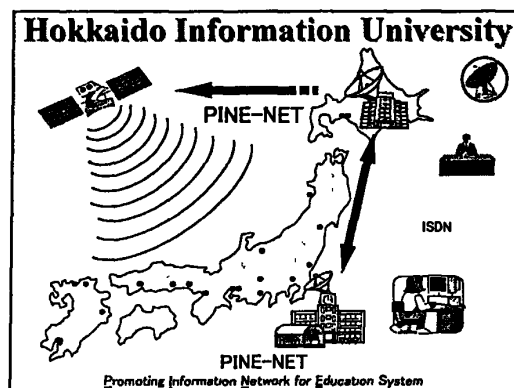 Hokkaido Information University
PINE-NET
ISDN
PINE-NET
Promoting Information Network for Education System